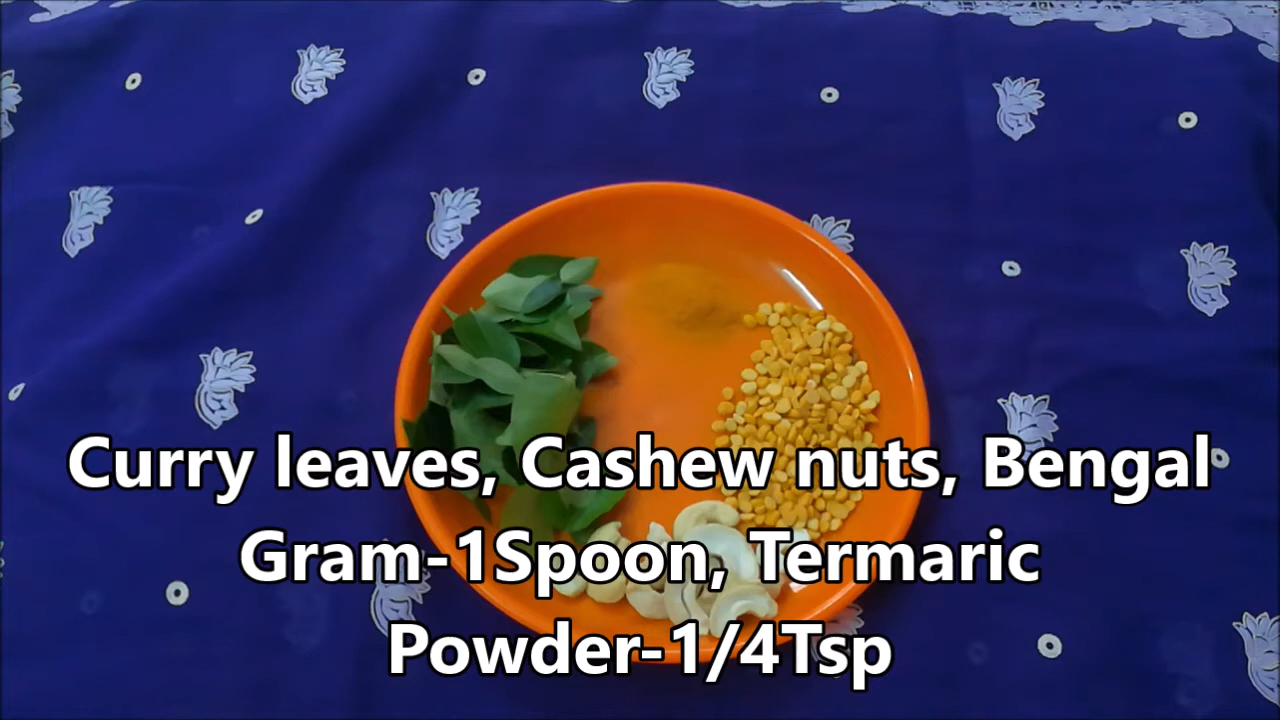 Curry leaves, Cashew nuts, Bengal
Gram-1Spoon, Termaric
Powder-1/4Tsp